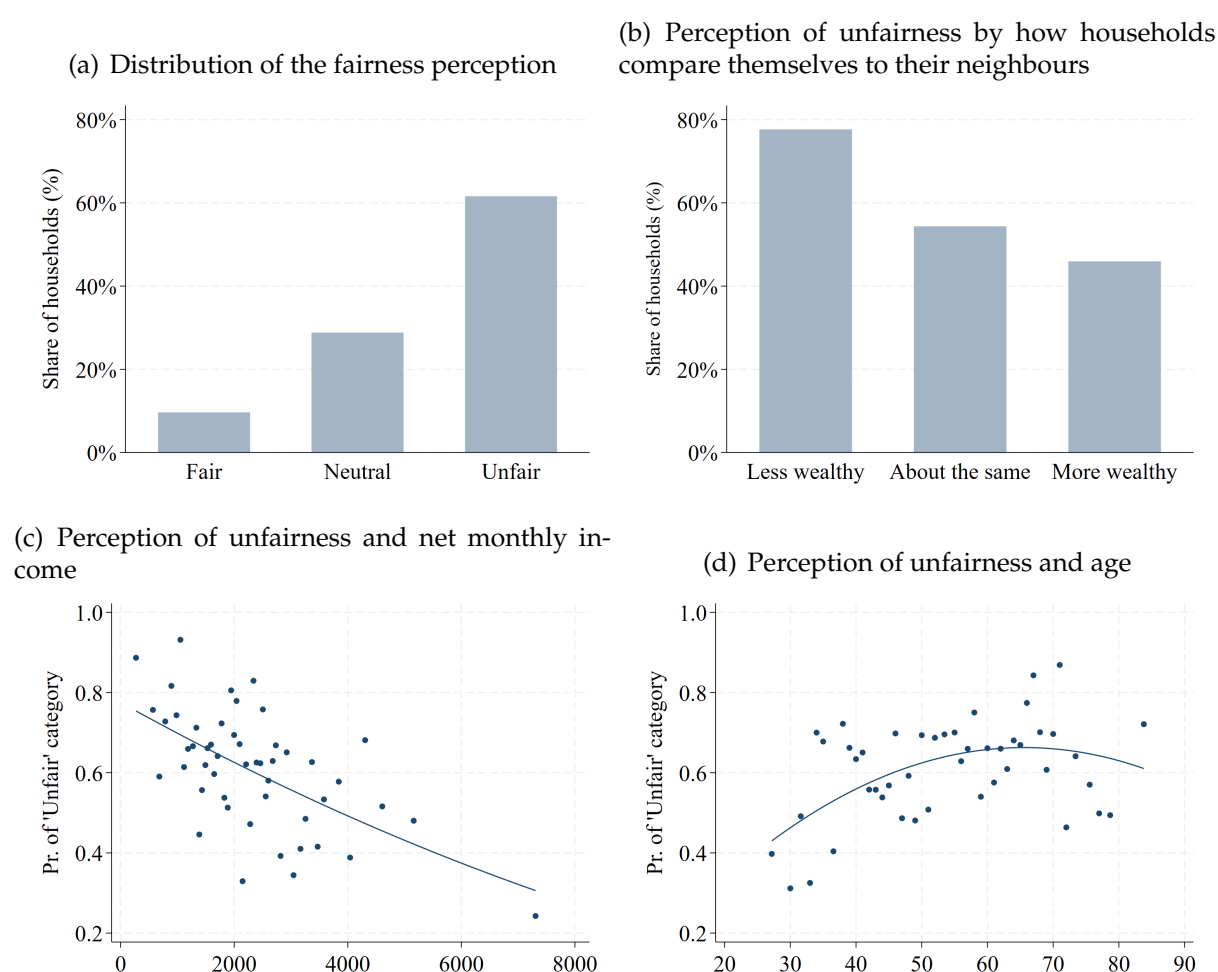 (a) Distribution of the fairness perception
80%
60%
40%
20%
0%
Share of households (%)
Fair Neutral Unfair
(b) Perception of unfairness by how households
compare themselves to their neighbours
80%
60%
40%
20%
0%
Share of households (%)
Less wealthy About the same More wealthy
(c) Perception of unfairness and net monthly in-
come
1.0
0.8
0.6
0.4
0.2
Pr. of 'Unfair' category
0 2000 4000 6000 8000
(d) Perception of unfairness and age
1.0
0.8
0.6
0.4
0.2
Pr. of 'Unfair' category
20 30 40 50 60 70 80 90